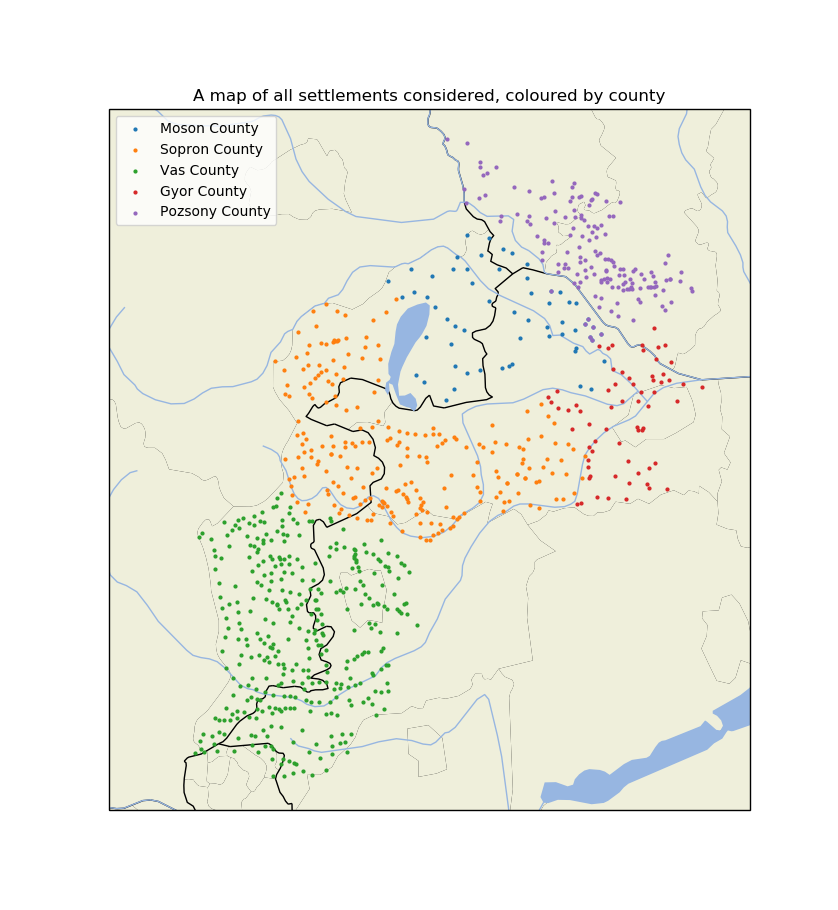 A map of all settlements considered, coloured by county
Moson County
Sopron County
Vas County
Gyor County
Pozsony County